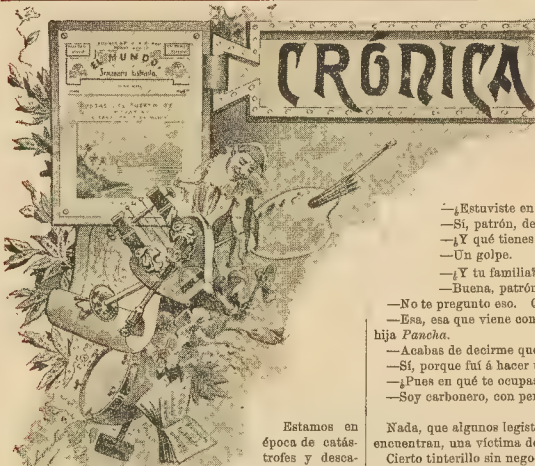 EL MUNDO
CRÓNICA
Estamos en
época de catás-
trofes y desca-
—¿Estuviste en
—Sí, patrón, de
—¿Y qué tienes
—Un golpe.
—¿Y tu familia?
—Buena, patrón
—No te pregunto eso.
—Esa, esa que viene con
hija Pancha.
—Acabas de decirme que
—Sí, porque fuí á hacer
—¿Pues en qué te ocupas
—Soy carbonero, con
Nada, que algunos legist
encuentran, una víctima de
Cierto tinterillo sin nego